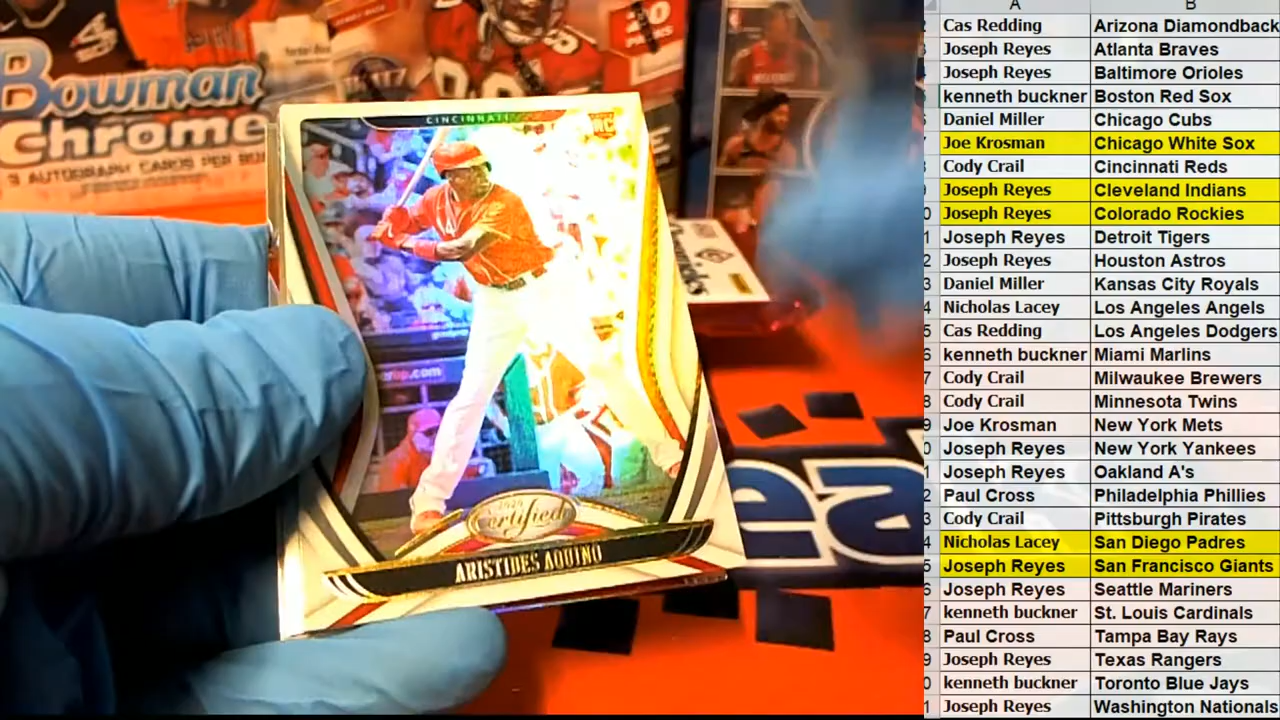 Bowman
Chrome
3 AUTOGRAPH CARDS PER BO
CINCINNATI
RC
2020
Certified
ARISTIDES AQUINO
Chronicles
.com
A B
Cas Redding Arizona Diamondback
Joseph Reyes Atlanta Braves
Joseph Reyes Baltimore Orioles
kenneth buckner Boston Red Sox
Daniel Miller Chicago Cubs
Joe Krosman Chicago White Sox
Cody Crail Cincinnati Reds
Joseph Reyes Cleveland Indians
Joseph Reyes Colorado Rockies
Joseph Reyes Detroit Tigers
Joseph Reyes Houston Astros
Daniel Miller Kansas City Royals
Nicholas Lacey Los Angeles Angels
Cas Redding Los Angeles Dodgers
kenneth buckner Miami Marlins
Cody Crail Milwaukee Brewers
Cody Crail Minnesota Twins
Joe Krosman New York Mets
Joseph Reyes New York Yankees
Joseph Reyes Oakland A's
Paul Cross Philadelphia Phillies
Cody Crail Pittsburgh Pirates
Nicholas Lacey San Diego Padres
Joseph Reyes San Francisco Giants
Joseph Reyes Seattle Mariners
kenneth buckner St. Louis Cardinals
Paul Cross Tampa Bay Rays
Joseph Reyes Texas Rangers
kenneth buckner Toronto Blue Jays
Joseph Reyes Washington Nationals